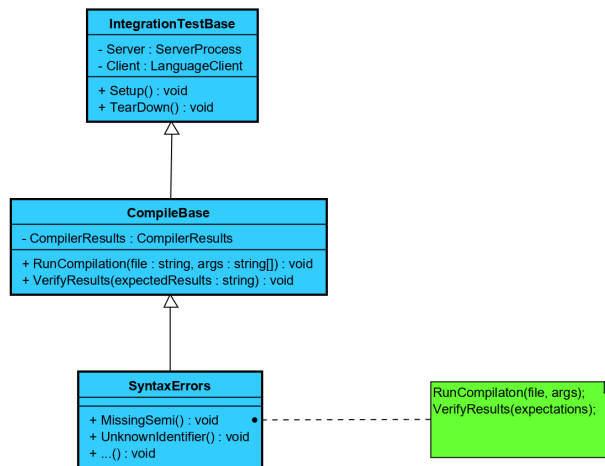 IntegrationTestBase
- Server : ServerProcess
- Client : LanguageClient
+ Setup() : void
+ TearDown() : void
CompileBase
- CompilerResults : CompilerResults
+ RunCompilation(file : string, args : string[]) : void
+ VerifyResults(expectedResults : string) : void
SyntaxErrors
+ MissingSemi() : void
+ UnknownIdentifier() : void
+ ...() : void
RunCompilaton(file, args);
VerifyResults(expectations);